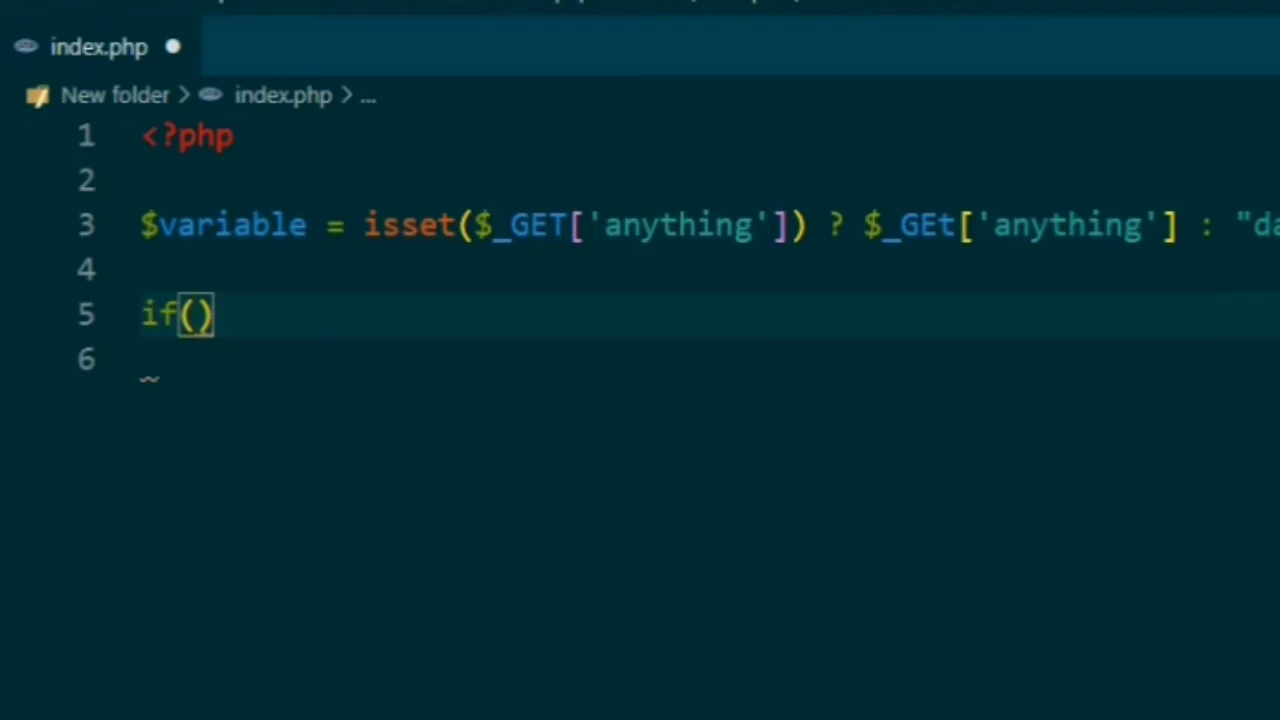 index.php
New folder > index.php > ...
1 <?php
2
3 $variable = isset($_GET['anything']) ? $_GEt['anything'] : "da
4
5 if()
6